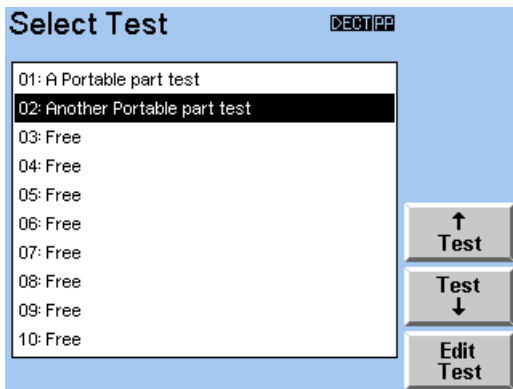 Select Test DECT PP
01: A Portable part test
02: Another Portable part test
03: Free
04: Free
05: Free
06: Free
07: Free
08: Free
09: Free
10: Free
↑
Test
Test
↓
Edit
Test